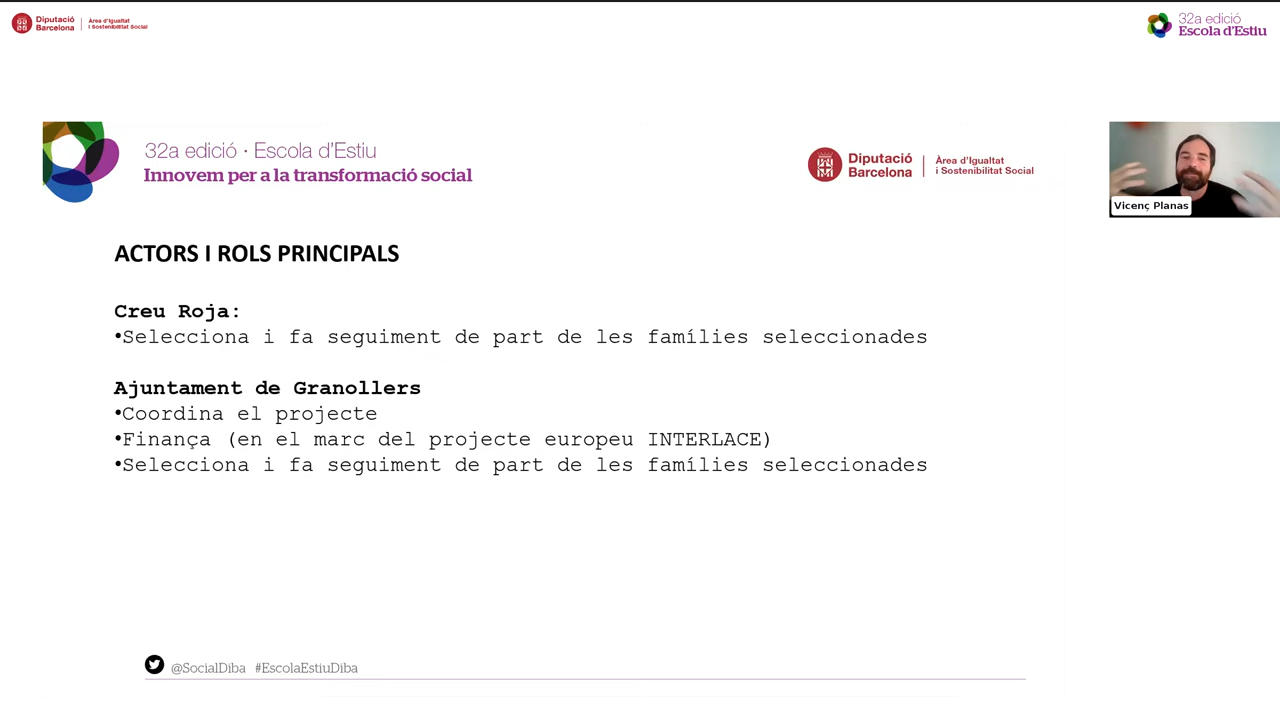 Diputació
Barcelona
Àrea d'Igualtat
i Sostenibilitat Social
32a edició
Escola d'Estiu
32a edició · Escola d'Estiu
Innovem per a la transformació social
Diputació
Barcelona
Àrea d'Igualtat
i Sostenibilitat Social
Vicenç Planas
ACTORS I ROLS PRINCIPALS
Creu Roja:
•Selecciona i fa seguiment de part de les famílies seleccionades
Ajuntament de Granollers
•Coordina el projecte
•Finança (en el marc del projecte europeu INTERLACE)
•Selecciona i fa seguiment de part de les famílies seleccionades
@SocialDiba #EscolaEstiuDiba